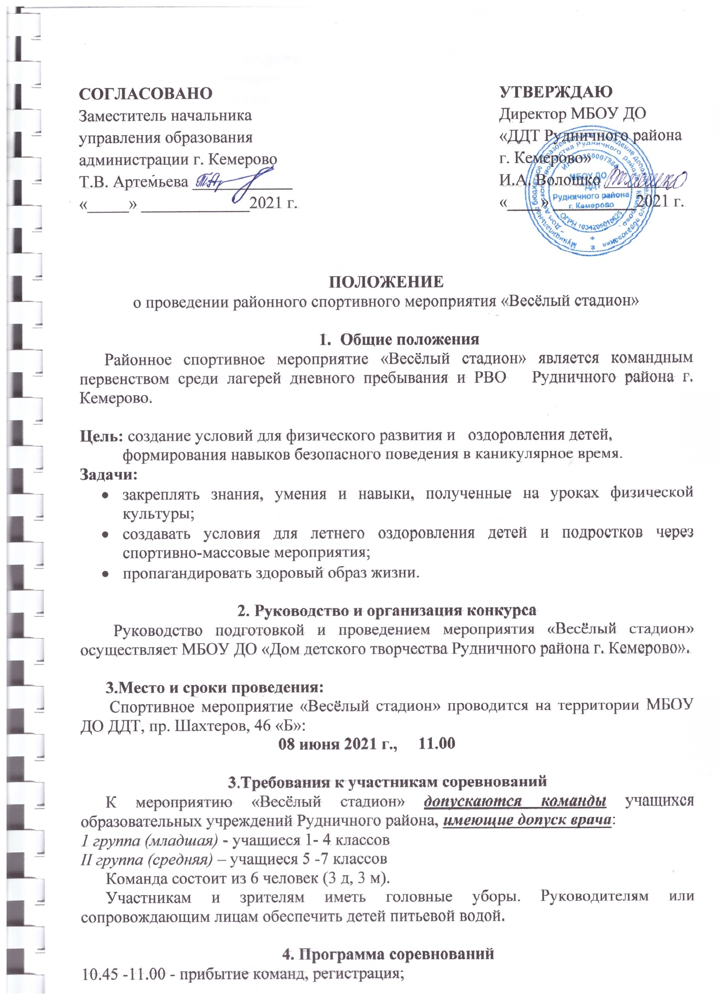 СОГЛАСОВАНО
Заместитель начальника
управления образования
администрации г. Кемерово
Т.В. Артемьева ____________
«_____» _____________2021 г.
УТВЕРЖДАЮ
Директор МБОУ ДО
«ДДТ Рудничного района
г. Кемерово»
И.А. Волошко __________
«____» __________2021 г.
МБОУ ДО
ДДТ
Рудничного района
г. Кемерово
ПОЛОЖЕНИЕ
о проведении районного спортивного мероприятия «Весёлый стадион»
1. Общие положения
Районное спортивное мероприятие «Весёлый стадион» является командным
первенством среди лагерей дневного пребывания и РВО Рудничного района г.
Кемерово.
Цель: создание условий для физического развития и оздоровления детей,
формирования навыков безопасного поведения в каникулярное время.
Задачи:
• закреплять знания, умения и навыки, полученные на уроках физической
культуры;
• создавать условия для летнего оздоровления детей и подростков через
спортивно-массовые мероприятия;
• пропагандировать здоровый образ жизни.
2. Руководство и организация конкурса
Руководство подготовкой и проведением мероприятия «Весёлый стадион»
осуществляет МБОУ ДО «Дом детского творчества Рудничного района г. Кемерово».
3.Место и сроки проведения:
Спортивное мероприятие «Весёлый стадион» проводится на территории МБОУ
ДО ДДТ, пр. Шахтеров, 46 «Б»:
08 июня 2021 г., 11.00
3.Требования к участникам соревнований
К мероприятию «Весёлый стадион» допускаются команды учащихся
образовательных учреждений Рудничного района, имеющие допуск врача:
1 группа (младшая) - учащиеся 1- 4 классов
II группа (средняя) – учащиеся 5 -7 классов
Команда состоит из 6 человек (3 д, 3 м).
Участникам и зрителям иметь головные уборы. Руководителям или
сопровождающим лицам обеспечить детей питьевой водой.
4. Программа соревнований
10.45 -11.00 - прибытие команд, регистрация;